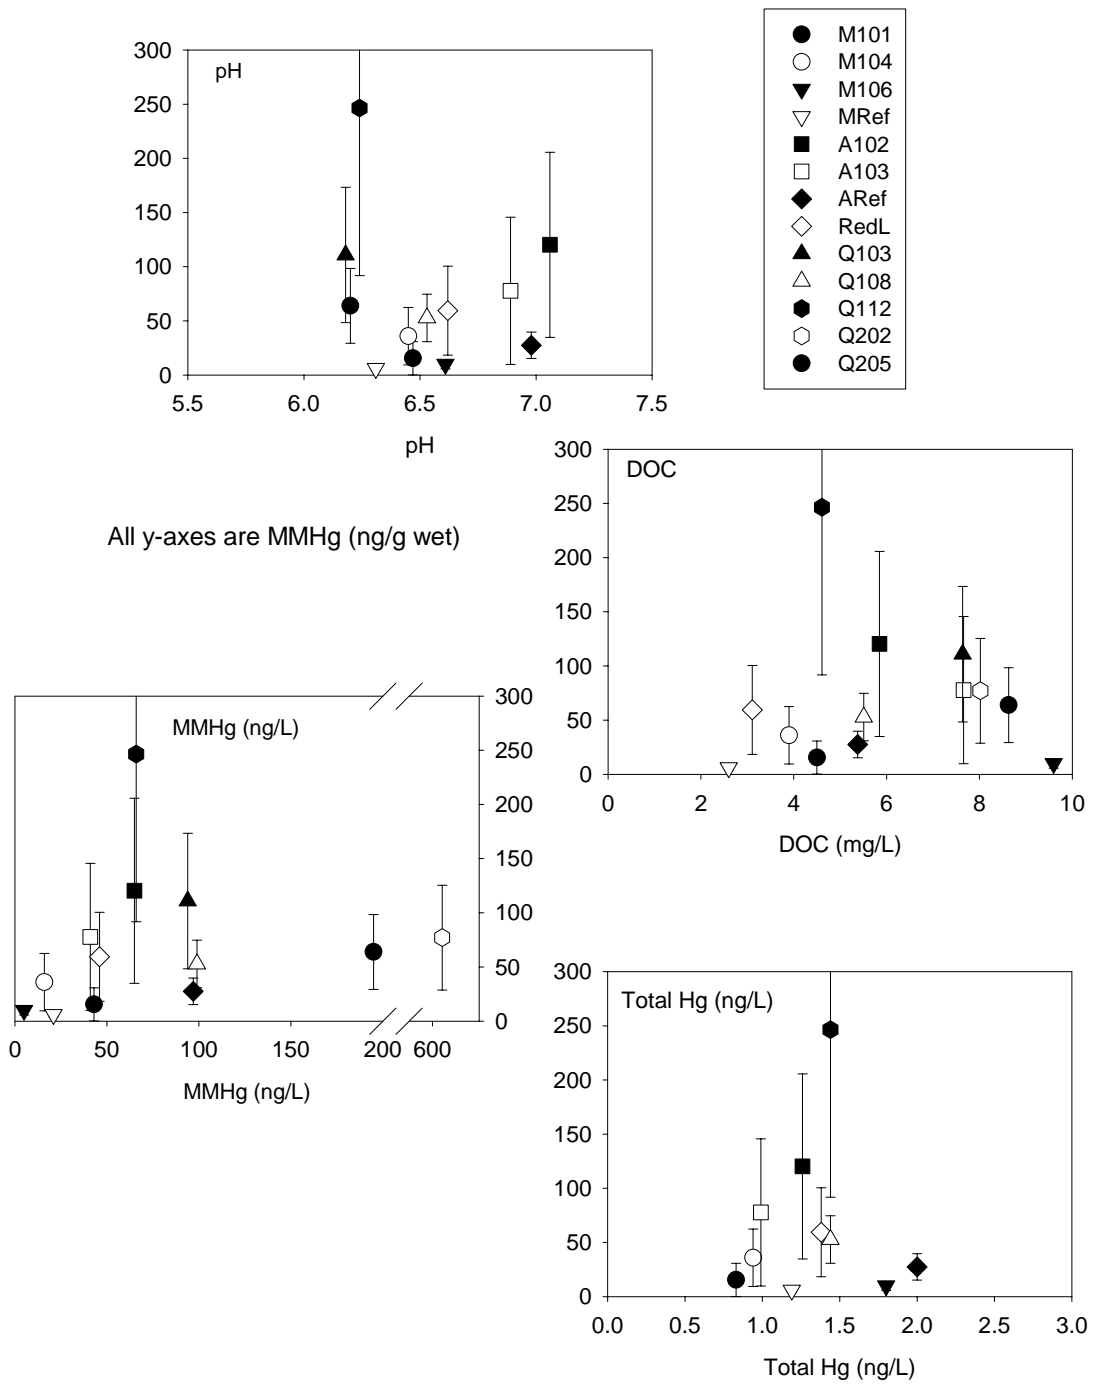 M101
M104
M106
MRef
A102
A103
ARef
RedL
Q103
Q108
Q112
Q202
Q205
300
250
200
150
100
50
0
pH
5.5 6.0 6.5 7.0 7.5
pH
All y-axes are MMHg (ng/g wet)
300
250
200
150
100
50
0
DOC
0 2 4 6 8 10
DOC (mg/L)
MMHg (ng/L)
300
250
200
150
100
50
0
0 50 100 150 200 600
MMHg (ng/L)
300
250
200
150
100
50
0
Total Hg (ng/L)
0.0 0.5 1.0 1.5 2.0 2.5 3.0
Total Hg (ng/L)